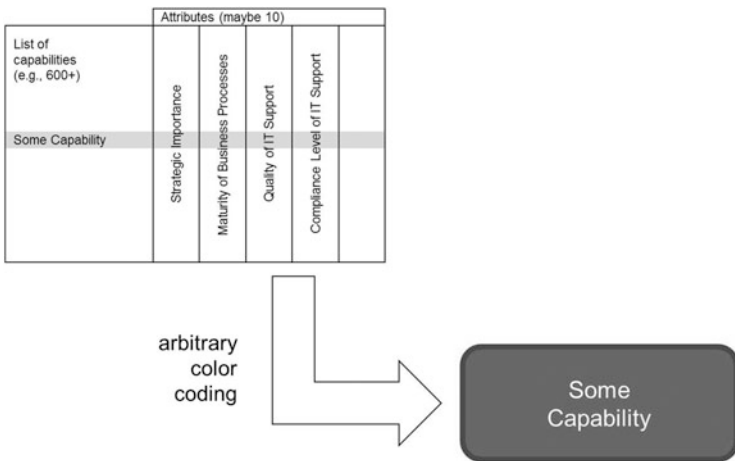 Attributes (maybe 10)
List of
capabilities
(e.g., 600+)
Some Capability
Strategic Importance
Maturity of Business Processes
Quality of IT Support
Compliance Level of IT Support
arbitrary
color
coding
Some
Capability